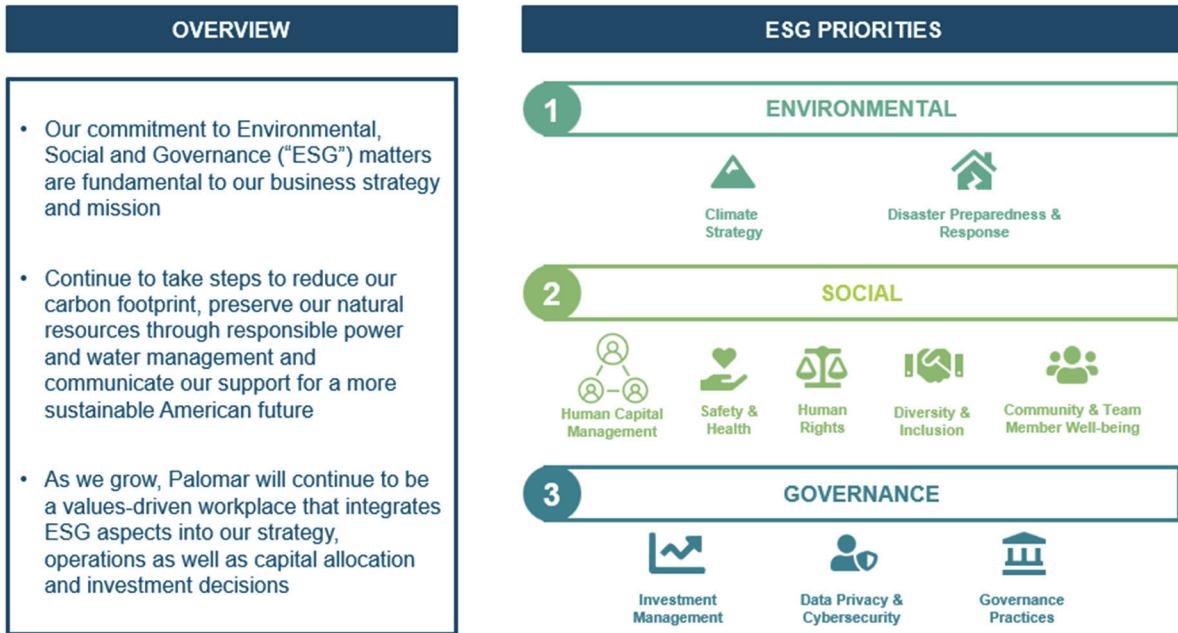 OVERVIEW
• Our commitment to Environmental,
Social and Governance (“ESG”) matters
are fundamental to our business strategy
and mission
• Continue to take steps to reduce our
carbon footprint, preserve our natural
resources through responsible power
and water management and
communicate our support for a more
sustainable American future
• As we grow, Palomar will continue to be
a values-driven workplace that integrates
ESG aspects into our strategy,
operations as well as capital allocation
and investment decisions
ESG PRIORITIES
1 ENVIRONMENTAL
Climate
Strategy
Disaster Preparedness &
Response
2 SOCIAL
Human Capital
Management
Safety &
Health
Human
Rights
Diversity &
Inclusion
Community & Team
Member Well-being
3 GOVERNANCE
Investment
Management
Data Privacy &
Cybersecurity
Governance
Practices